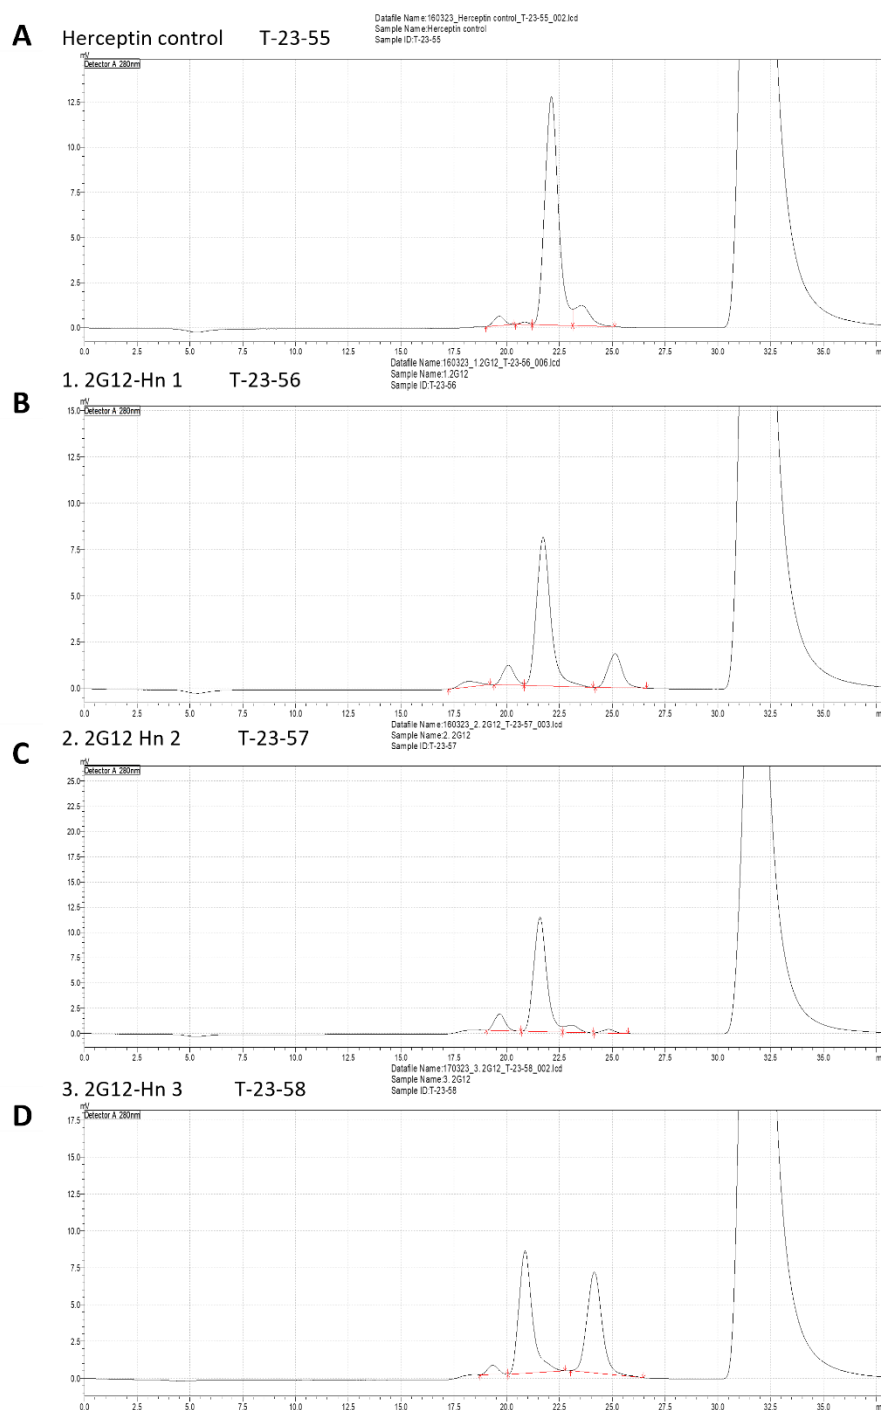 A
Herceptin control T-23-55
Datafile Name:160323_Herceptin control_T-23-55_002.lcd
Sample Name:Herceptin control
Sample ID:T-23-55
mV
Detector A 280nm
12.5
10.0
7.5
5.0
2.5
0.0
0.0 2.5 5.0 7.5 10.0 12.5 15.0 17.5 20.0 22.5 25.0 27.5 30.0 32.5 35.0 m
B
1. 2G12-Hn 1 T-23-56
Datafile Name:160323_1.2G12_T-23-56_006.lcd
Sample Name:1.2G12
Sample ID:T-23-56
mV
Detector A 280nm
15.0
12.5
10.0
7.5
5.0
2.5
0.0
0.0 2.5 5.0 7.5 10.0 12.5 15.0 17.5 20.0 22.5 25.0 27.5 30.0 32.5 35.0 m
C
2. 2G12 Hn 2 T-23-57
Datafile Name:160323_2. 2G12_T-23-57_003.lcd
Sample Name:2. 2G12
Sample ID:T-23-57
mV
Detector A 280nm
25.0
22.5
20.0
17.5
15.0
12.5
10.0
7.5
5.0
2.5
0.0
0.0 2.5 5.0 7.5 10.0 12.5 15.0 17.5 20.0 22.5 25.0 27.5 30.0 32.5 35.0 m
D
3. 2G12-Hn 3 T-23-58
Datafile Name:170323_3. 2G12_T-23-58_002.lcd
Sample Name:3. 2G12
Sample ID:T-23-58
mV
Detector A 280nm
17.5
15.0
12.5
10.0
7.5
5.0
2.5
0.0
0.0 2.5 5.0 7.5 10.0 12.5 15.0 17.5 20.0 22.5 25.0 27.5 30.0 32.5 35.0 m